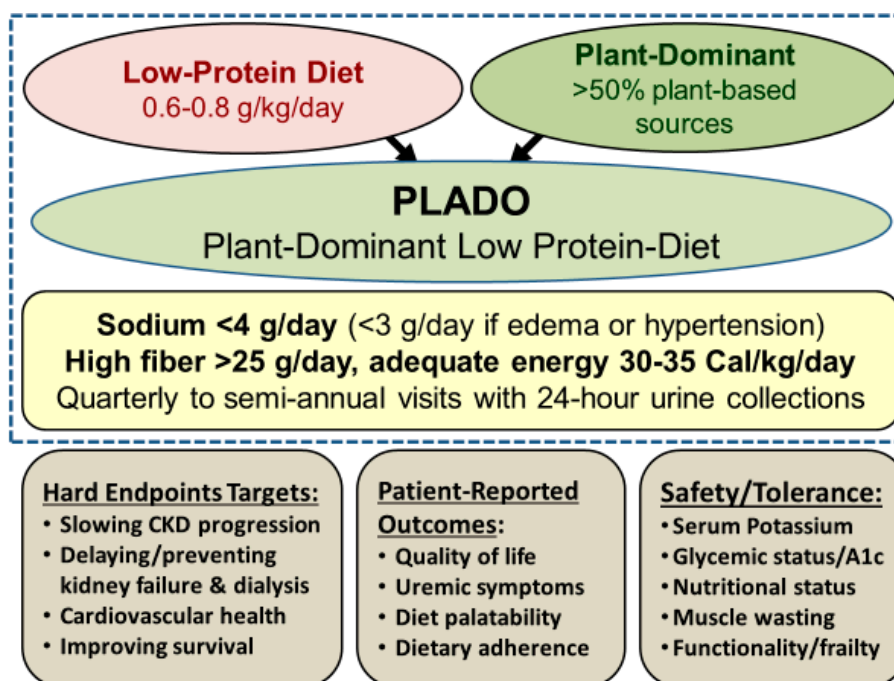 Low-Protein Diet
0.6-0.8 g/kg/day
Plant-Dominant
>50% plant-based
sources
PLADO
Plant-Dominant Low Protein-Diet
Sodium <4 g/day (<3 g/day if edema or hypertension)
High fiber >25 g/day, adequate energy 30-35 Cal/kg/day
Quarterly to semi-annual visits with 24-hour urine collections
Hard Endpoints Targets:
• Slowing CKD progression
• Delaying/preventing
kidney failure & dialysis
• Cardiovascular health
• Improving survival
Patient-Reported
Outcomes:
• Quality of life
• Uremic symptoms
• Diet palatability
• Dietary adherence
Safety/Tolerance:
• Serum Potassium
• Glycemic status/A1c
• Nutritional status
• Muscle wasting
• Functionality/frailty